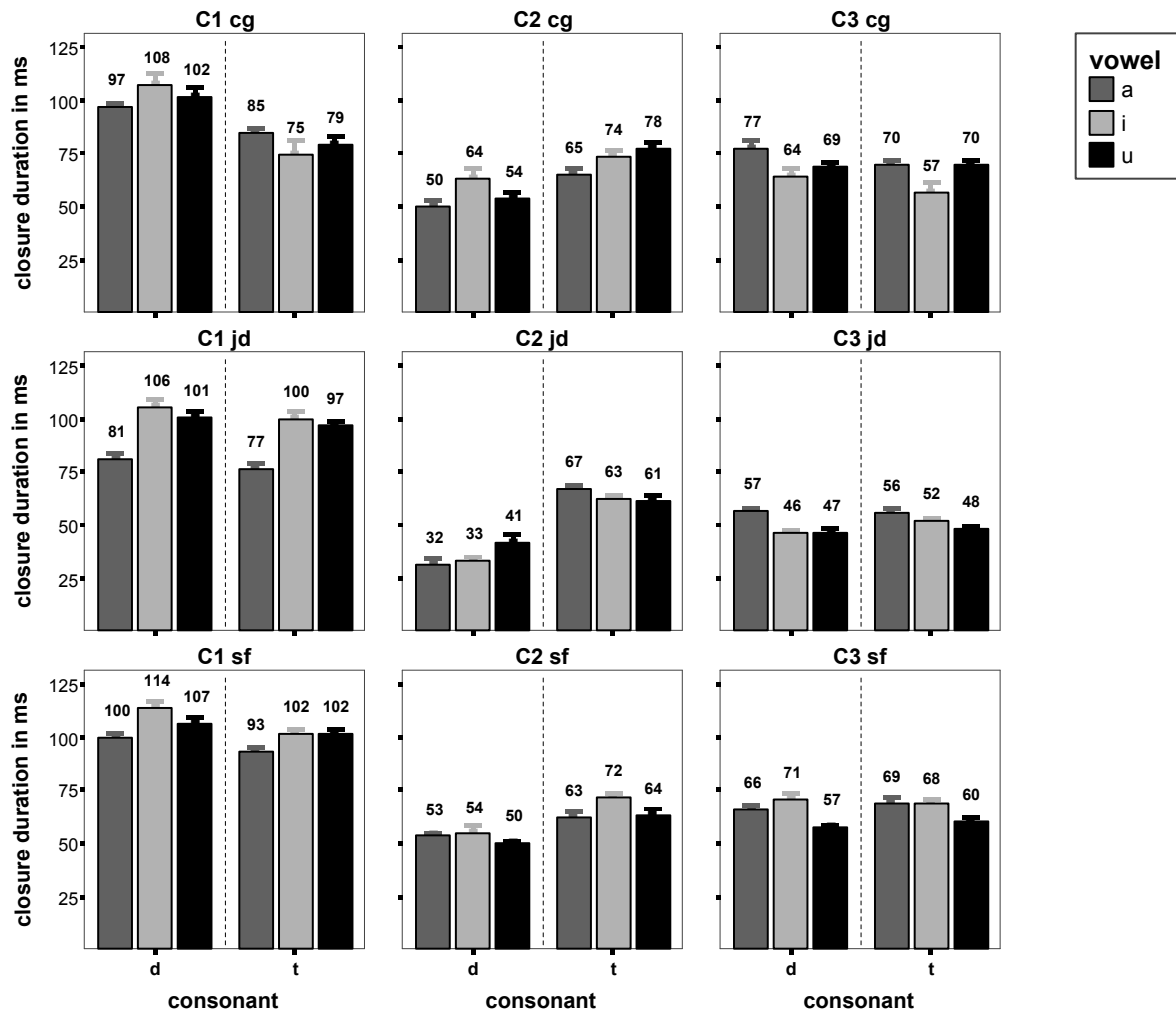 C1 cg C2 cg C3 cg
closure duration in ms
125
100
75
50
25
97 108 102 85 75 79
50 64 54 65 74 78
77 64 69 70 57 70
vowel
a
i
u
C1 jd C2 jd C3 jd
closure duration in ms
125
100
75
50
25
81 106 101 77 100 97
32 33 41 67 63 61
57 46 47 56 52 48
C1 sf C2 sf C3 sf
closure duration in ms
125
100
75
50
25
100 114 107 93 102 102
53 54 50 63 72 64
66 71 57 69 68 60
d t d t d t
consonant consonant consonant